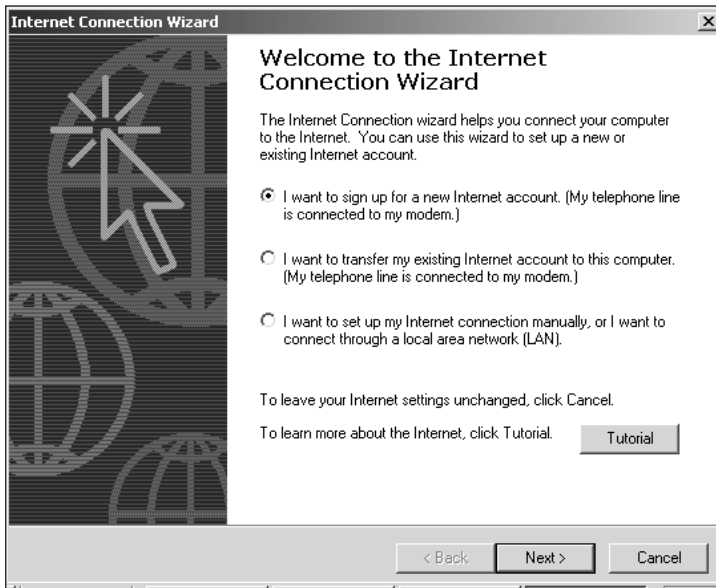 Internet Connection Wizard
Welcome to the Internet
Connection Wizard
The Internet Connection wizard helps you connect your computer
to the Internet. You can use this wizard to set up a new or
existing Internet account.
I want to sign up for a new Internet account. (My telephone line
is connected to my modem.)
I want to transfer my existing Internet account to this computer.
(My telephone line is connected to my modem.)
I want to set up my Internet connection manually, or I want to
connect through a local area network (LAN).
To leave your Internet settings unchanged, click Cancel.
To learn more about the Internet, click Tutorial.
Tutorial
< Back
Next >
Cancel